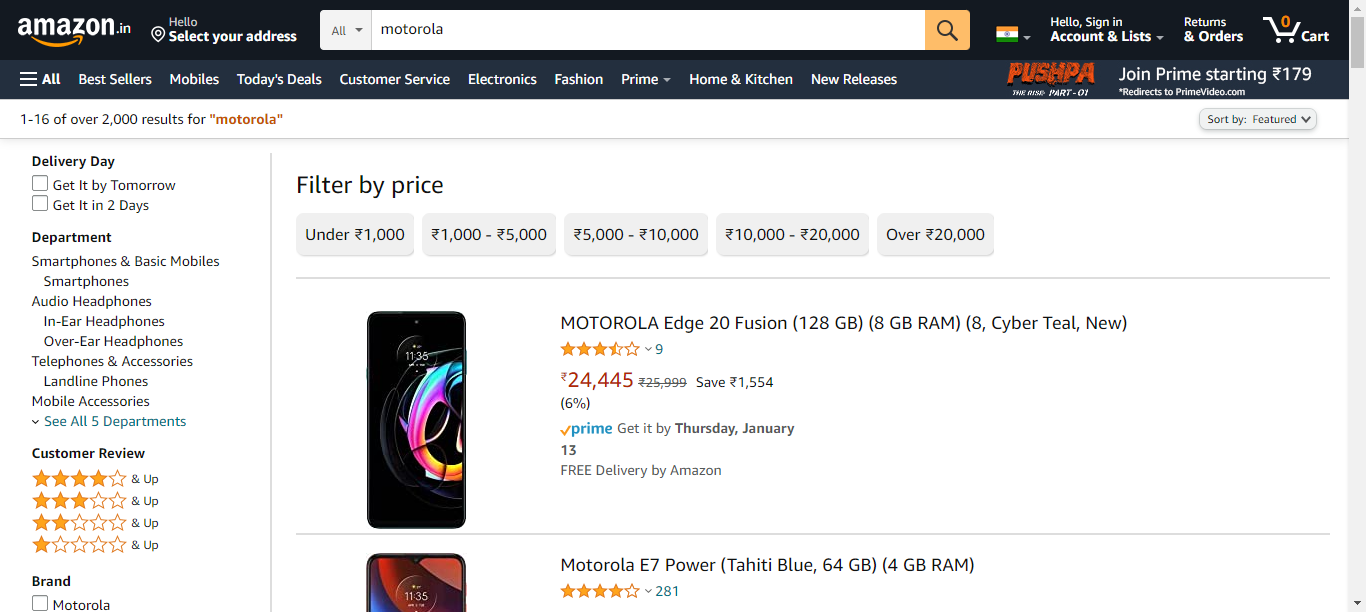 amazon.in
Hello
Select your address
All
motorola
Hello, Sign in
Account & Lists
Returns
& Orders
0
Cart
All
Best Sellers
Mobiles
Today's Deals
Customer Service
Electronics
Fashion
Prime
Home & Kitchen
New Releases
PUSHPA
THE RISE PART-01
Join Prime starting ₹179
*Redirects to PrimeVideo.com
1-16 of over 2,000 results for "motorola"
Sort by: Featured
Delivery Day
Get It by Tomorrow
Get It in 2 Days
Department
Smartphones & Basic Mobiles
Smartphones
Audio Headphones
In-Ear Headphones
Over-Ear Headphones
Telephones & Accessories
Landline Phones
Mobile Accessories
See All 5 Departments
Customer Review
& Up
& Up
& Up
& Up
Brand
Motorola
Filter by price
Under ₹1,000
₹1,000 - ₹5,000
₹5,000 - ₹10,000
₹10,000 - ₹20,000
Over ₹20,000
11:35
MOTOROLA Edge 20 Fusion (128 GB) (8 GB RAM) (8, Cyber Teal, New)
9
₹24,445 ₹25,999 Save ₹1,554
(6%)
prime Get it by Thursday, January
13
FREE Delivery by Amazon
11:35
Motorola E7 Power (Tahiti Blue, 64 GB) (4 GB RAM)
281